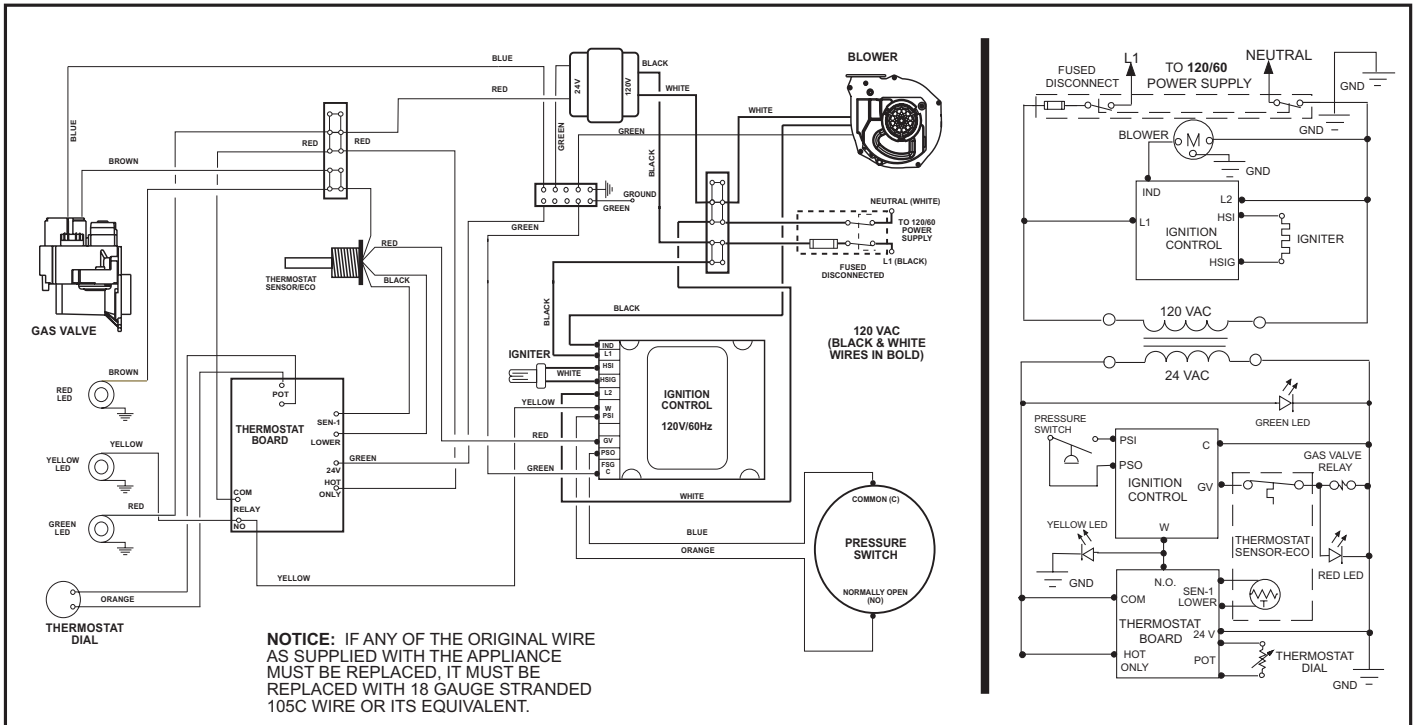 BLUE
RED
24V
120V
BLACK
WHITE
BLOWER
WHITE
GREEN
GREEN
BLUE
RED
RED
BROWN
BLACK
GROUND
GREEN
GREEN
NEUTRAL (WHITE)
TO 120/60
POWER
SUPPLY
L1 (BLACK)
FUSED
DISCONNECTED
RED
BLACK
THERMOSTAT
SENSOR/ECO
GAS VALVE
BLACK
BLACK
120 VAC
(BLACK & WHITE
WIRES IN BOLD)
BROWN
RED
LED
YELLOW
YELLOW
LED
RED
GREEN
LED
ORANGE
THERMOSTAT
DIAL
POT
THERMOSTAT
BOARD
SEN-1
LOWER
24V
HOT
ONLY
COM
RELAY
NO
GREEN
IGNITER
WHITE
YELLOW
RED
GREEN
IND
L1
HSI
HSIG
L2
W
PSI
GV
PSO
FSG
C
IGNITION
CONTROL
120V/60Hz
WHITE
BLUE
ORANGE
YELLOW
COMMON (C)
PRESSURE
SWITCH
NORMALLY OPEN
(NO)
NOTICE: IF ANY OF THE ORIGINAL WIRE
AS SUPPLIED WITH THE APPLIANCE
MUST BE REPLACED, IT MUST BE
REPLACED WITH 18 GAUGE STRANDED
105C WIRE OR ITS EQUIVALENT.
FUSED
DISCONNECT
L1
TO 120/60
POWER SUPPLY
NEUTRAL
GND
GND
BLOWER
M
GND
IND
L1
L2
HSI
IGNITION
CONTROL
HSIG
IGNITER
120 VAC
24 VAC
GREEN LED
PRESSURE
SWITCH
PSI
C
PSO
IGNITION
CONTROL
GV
W
GAS VALVE
RELAY
YELLOW LED
GND
THERMOSTAT
SENSOR-ECO
RED LED
N.O.
COM
SEN-1
LOWER
THERMOSTAT
BOARD
24 V
HOT
ONLY
POT
THERMOSTAT
DIAL
GND